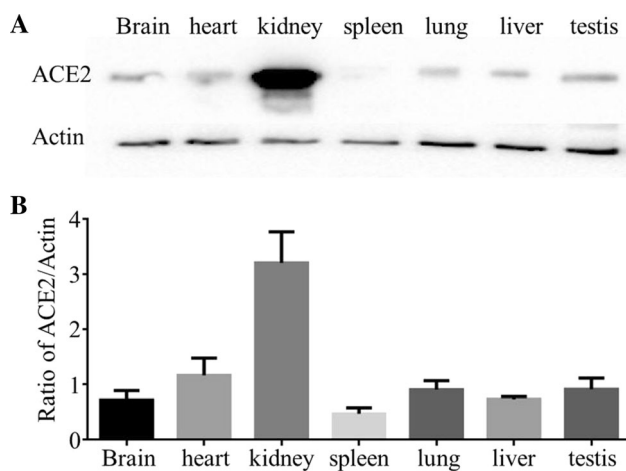 A
Brain heart kidney spleen lung liver testis
ACE2
Actin
B
Ratio of ACE2/Actin
4
3
2
1
0
Brain heart kidney spleen lung liver testis